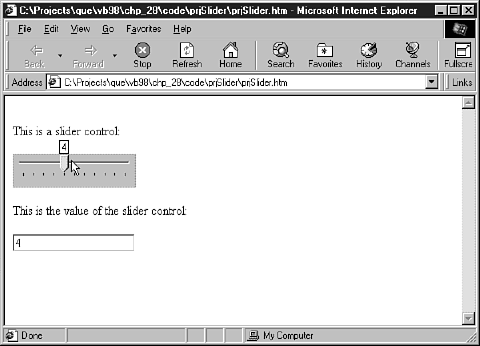 C:\Projects\que\vb98\chp_28\code\prjSlider\prjSlider.htm - Microsoft Internet Explorer
File Edit View Go Favorites Help
Back Forward Stop Refresh Home Search Favorites History Channels Fullscre
Address C:\Projects\que\vb98\chp_28\code\prjSlider\prjSlider.htm Links
This is a slider control:
4
This is the value of the slider control:
4
Done My Computer